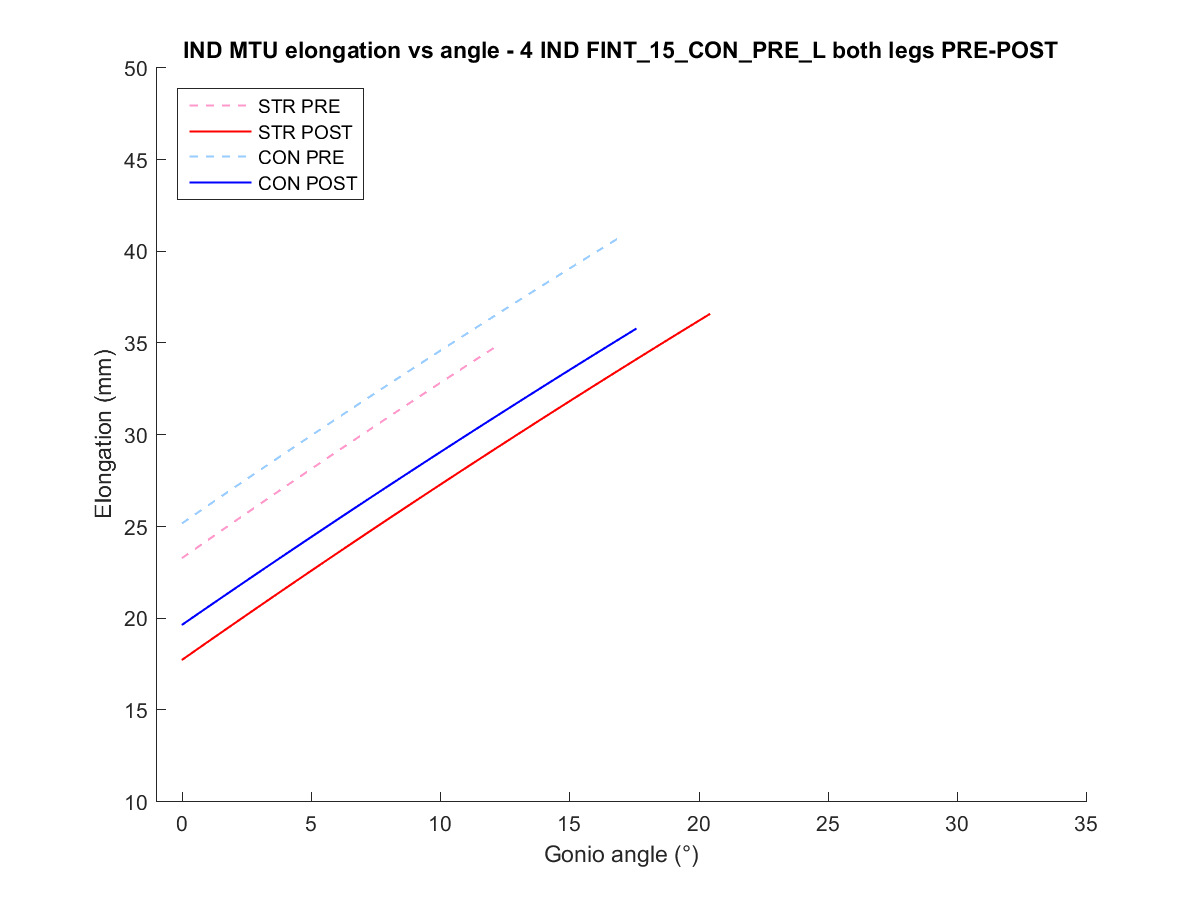 IND MTU elongation vs angle - 4 IND FINT_15_CON_PRE_L both legs PRE-POST
50
45
40
35
30
25
20
15
10
STR PRE
STR POST
CON PRE
CON POST
Elongation (mm)
0 5 10 15 20 25 30 35
Gonio angle (°)